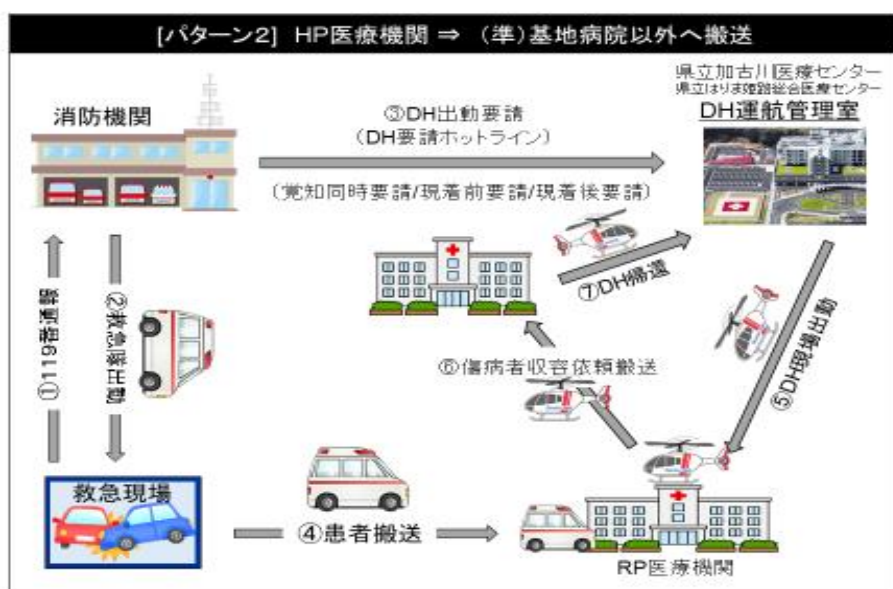 [パターン2] HP医療機関 ⇒ (準)基地病院以外へ搬送
県立加古川医療センター
県立はりま姫路総合医療センター
DH運航管理室
消防機関
③DH出動要請
(DH要請ホットライン)
(覚知同時要請/現着前要請/現着後要請)
⑦DH帰還
①119番通報
②救急隊出動
⑥傷病者収容依頼搬送
⑤DH現場出動
救急現場
④患者搬送
RP医療機関